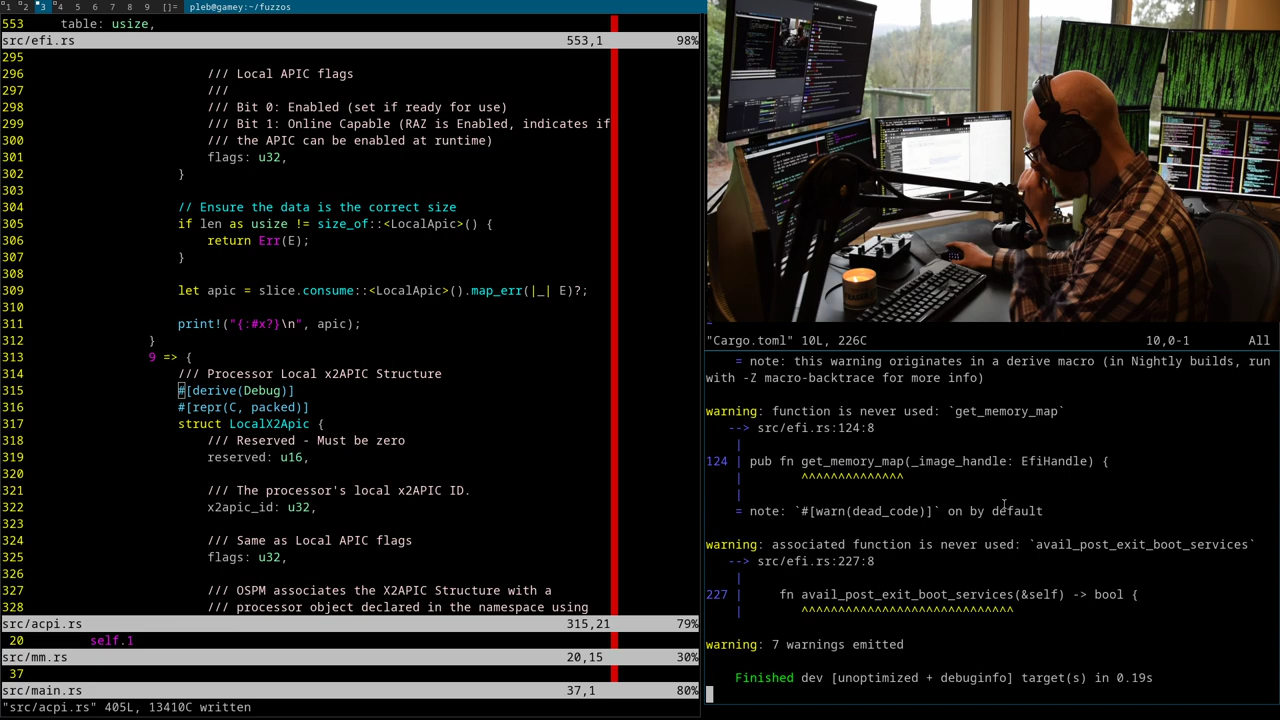 1 2 3 4 5 6 7 8 9 []= pleb@gamey:~/fuzzos
553     table: usize,
src/efi.rs 553,1 98%
295
296 /// Local APIC flags
297 ///
298 /// Bit 0: Enabled (set if ready for use)
299 /// Bit 1: Online Capable (RAZ is Enabled, indicates if
300 /// the APIC can be enabled at runtime)
301 flags: u32,
302 }
303
304 // Ensure the data is the correct size
305 if len as usize != size_of::<LocalApic>() {
306 return Err(E);
307 }
308
309 let apic = slice.consume::<LocalApic>().map_err(|_| E)?;
310
311 print!("{:#x?}\n", apic);
312 }
313 9 => {
314 /// Processor Local x2APIC Structure
315 #[derive(Debug)]
316 #[repr(C, packed)]
317 struct LocalX2Apic {
318 /// Reserved - Must be zero
319 reserved: u16,
320
321 /// The processor's local x2APIC ID.
322 x2apic_id: u32,
323
324 /// Same as Local APIC flags
325 flags: u32,
326
327 /// OSPM associates the X2APIC Structure with a
328 /// processor object declared in the namespace using
src/acpi.rs 315,21 79%
20 self.1
src/mm.rs 20,15 30%
37
src/main.rs 37,1 80%
"src/acpi.rs" 405L, 13410C written
~
"Cargo.toml" 10L, 226C 10,0-1 All
= note: this warning originates in a derive macro (in Nightly builds, run
with -Z macro-backtrace for more info)
warning: function is never used: `get_memory_map`
--> src/efi.rs:124:8
|
124 | pub fn get_memory_map(_image_handle: EfiHandle) {
| ^^^^^^^^^^^^^^
|
= note: `#[warn(dead_code)]` on by default
warning: associated function is never used: `avail_post_exit_boot_services`
--> src/efi.rs:227:8
|
227 | fn avail_post_exit_boot_services(&self) -> bool {
| ^^^^^^^^^^^^^^^^^^^^^^^^^^^^^
warning: 7 warnings emitted
Finished dev [unoptimized + debuginfo] target(s) in 0.19s